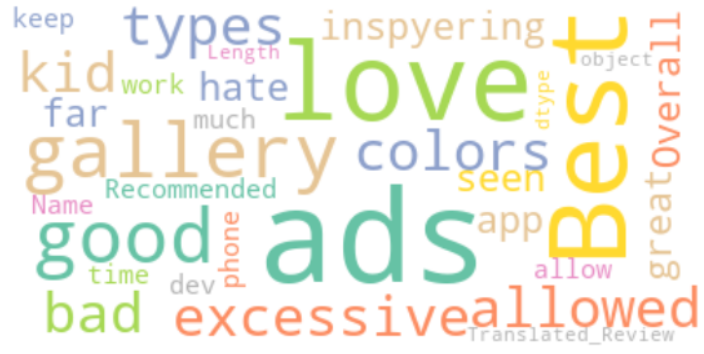 keep
types
inspyering
Length
love
Best
Overall
object
kid
work
hate
dtype
far
much
gallery
colors
seen
Recommended
Name
ads
app
great
good
phone
time
dev
allow
bad
excessive
allowed
Translated_Review